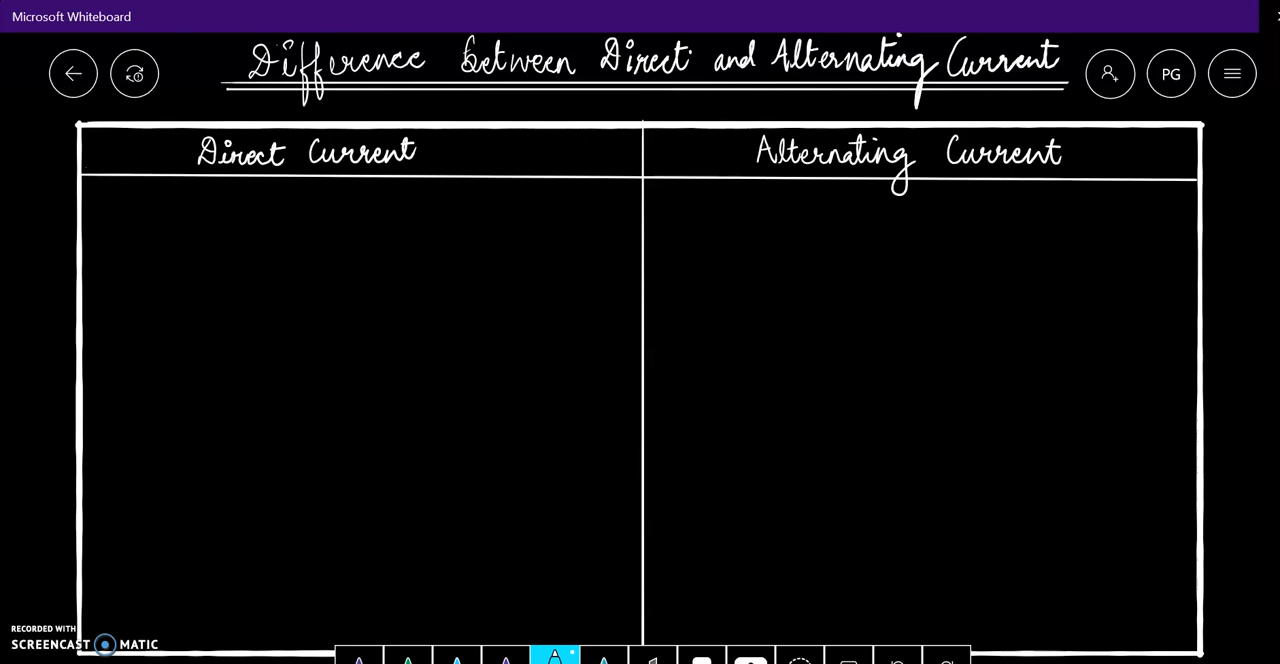 Microsoft Whiteboard
Difference between Direct and Alternating Current
PG
Direct Current
Alternating Current
RECORDED WITH
SCREENCAST MATIC